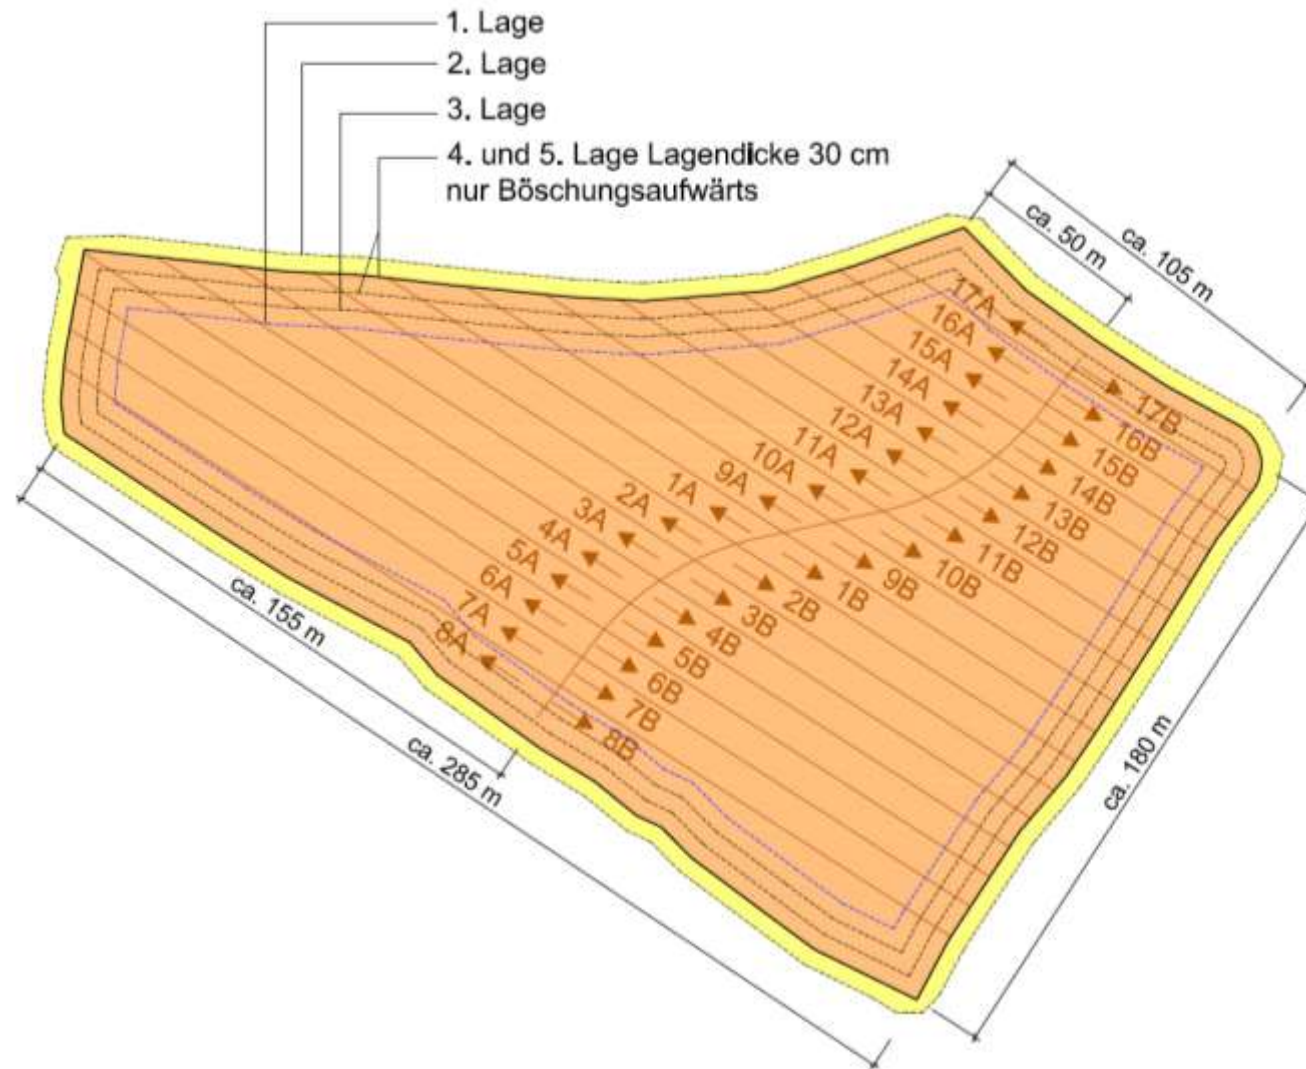 1. Lage
2. Lage
3. Lage
4. und 5. Lage Lagendicke 30 cm
nur Böschungsaufwärts
ca. 50 m
ca. 105 m
17A
16A
15A
14A
13A
12A
11A
10A
9A
1A
2A
3A
4A
5A
6A
7A
8A
17B
16B
15B
14B
13B
12B
11B
10B
9B
1B
2B
3B
4B
5B
6B
7B
8B
ca. 155 m
ca. 285 m
ca. 180 m